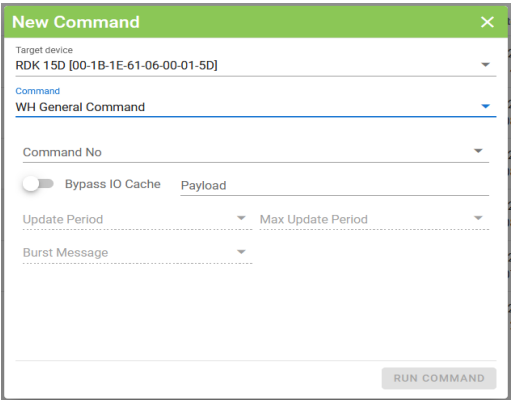 New Command
Target device
RDK 15D [00-1B-1E-61-06-00-01-5D]
Command
WH General Command
Command No
Bypass IO Cache Payload
Update Period Max Update Period
Burst Message
RUN COMMAND